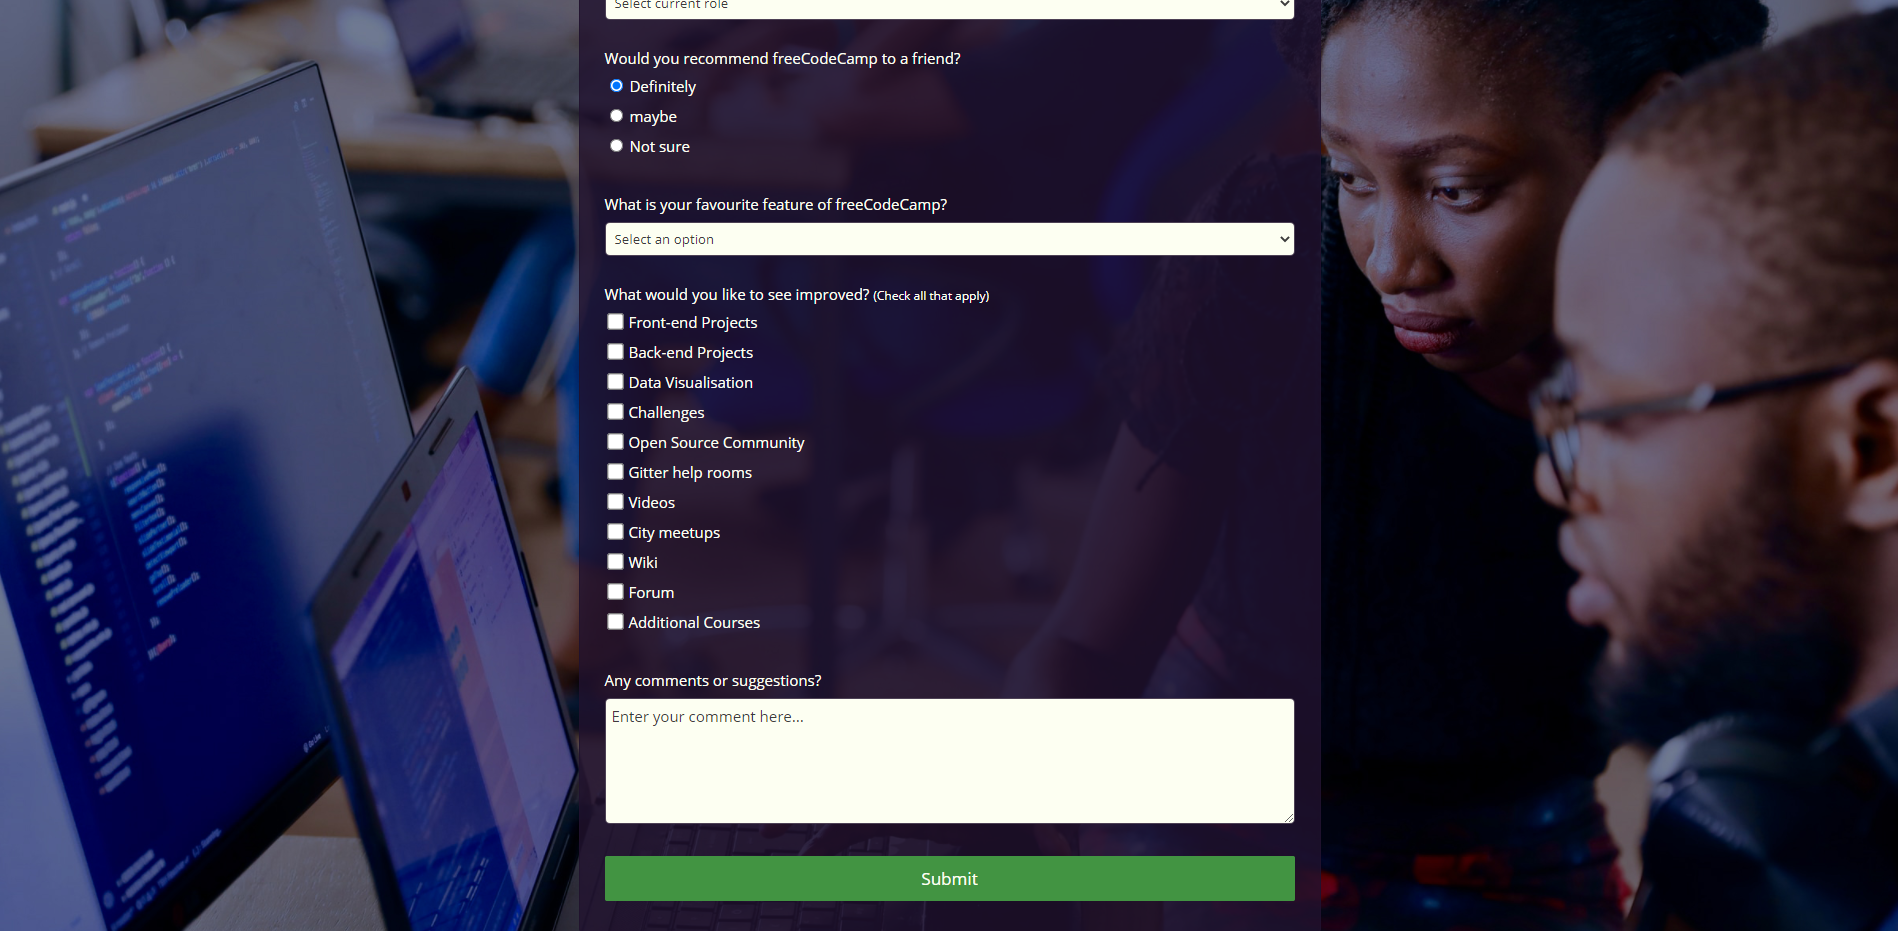 Select current role
Would you recommend freeCodeCamp to a friend?
Definitely
maybe
Not sure
What is your favourite feature of freeCodeCamp?
Select an option
What would you like to see improved? (Check all that apply)
Front-end Projects
Back-end Projects
Data Visualisation
Challenges
Open Source Community
Gitter help rooms
Videos
City meetups
Wiki
Forum
Additional Courses
Any comments or suggestions?
Enter your comment here...
Submit